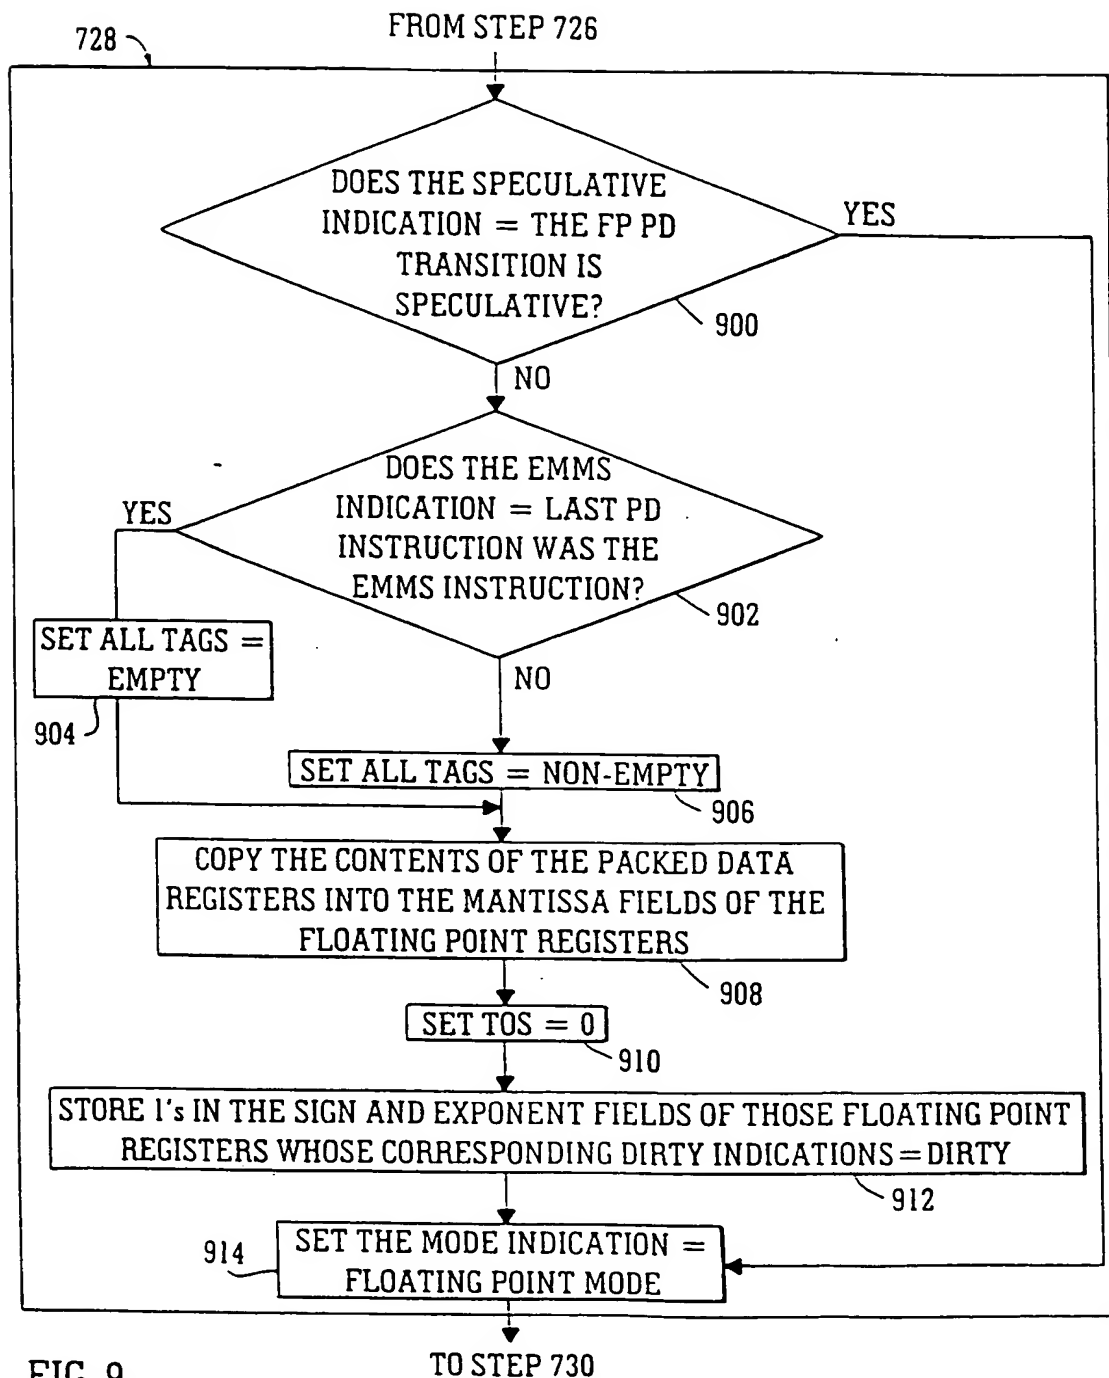 FROM STEP 726
728
DOES THE SPECULATIVE
INDICATION = THE FP PD
TRANSITION IS
SPECULATIVE?
YES
900
NO
DOES THE EMMS
INDICATION = LAST PD
INSTRUCTION WAS THE
EMMS INSTRUCTION?
YES
902
SET ALL TAGS =
EMPTY
904
NO
SET ALL TAGS = NON-EMPTY
906
COPY THE CONTENTS OF THE PACKED DATA
REGISTERS INTO THE MANTISSA FIELDS OF THE
FLOATING POINT REGISTERS
908
SET TOS = 0
910
STORE 1's IN THE SIGN AND EXPONENT FIELDS OF THOSE FLOATING POINT
REGISTERS WHOSE CORRESPONDING DIRTY INDICATIONS = DIRTY
912
914
SET THE MODE INDICATION =
FLOATING POINT MODE
TO STEP 730
FIG. 9